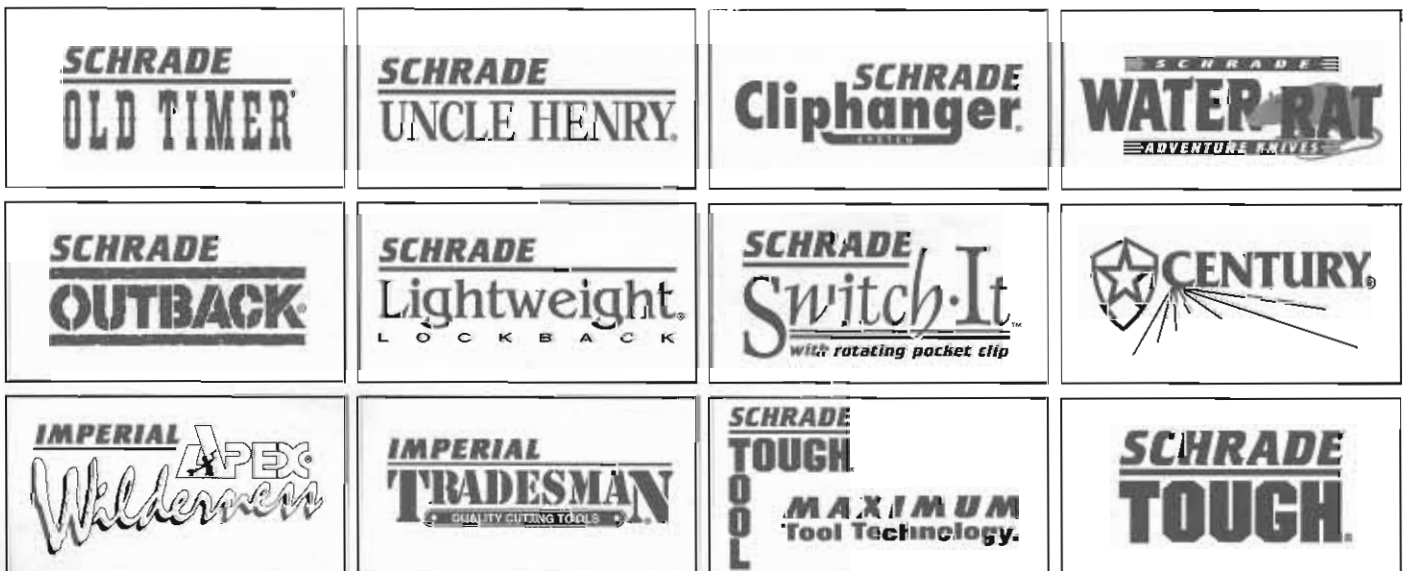 SCHRADE
OLD TIMER®
SCHRADE
UNCLE HENRY®
SCHRADE
Cliphanger®
SYSTEM
SCHRADE
WATER RAT
ADVENTURE KNIVES
SCHRADE
OUTBACK®
SCHRADE
Lightweight®
LOCKBACK
SCHRADE
Switch·It™
with rotating pocket clip
CENTURY®
IMPERIAL
APEX®
Wilderness
IMPERIAL
TRADESMAN®
QUALITY CUTTING TOOLS
SCHRADE
TOUGH
TOOL
MAXIMUM
Tool Technology.
SCHRADE
TOUGH®